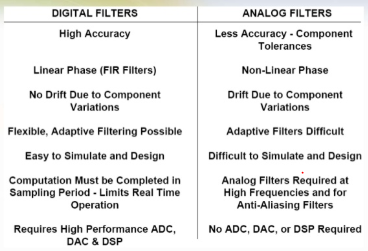 DIGITAL FILTERS
ANALOG FILTERS
High Accuracy
Less Accuracy - Component
Tolerances
Linear Phase (FIR Filters)
Non-Linear Phase
No Drift Due to Component
Variations
Drift Due to Component
Variations
Flexible, Adaptive Filtering Possible
Adaptive Filters Difficult
Easy to Simulate and Design
Difficult to Simulate and Design
Computation Must be Completed in
Sampling Period - Limits Real Time
Operation
Analog Filters Required at
High Frequencies and for
Anti-Aliasing Filters
Requires High Performance ADC,
DAC & DSP
No ADC, DAC, or DSP Required